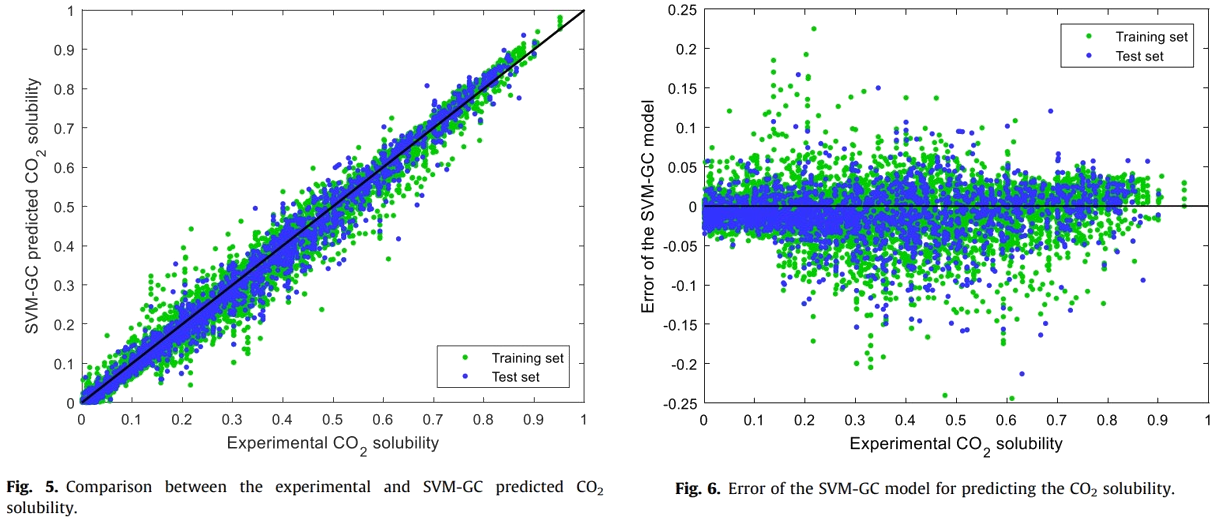 1
0.9
0.8
0.7
0.6
0.5
0.4
0.3
0.2
0.1
0
SVM-GC predicted CO2 solubility
Training set
Test set
0 0.1 0.2 0.3 0.4 0.5 0.6 0.7 0.8 0.9 1
Experimental CO2 solubility
Fig. 5. Comparison between the experimental and SVM-GC predicted CO2
solubility.
0.25
0.2
0.15
0.1
0.05
0
-0.05
-0.1
-0.15
-0.2
-0.25
Error of the SVM-GC model
Training set
Test set
0 0.1 0.2 0.3 0.4 0.5 0.6 0.7 0.8 0.9 1
Experimental CO2 solubility
Fig. 6. Error of the SVM-GC model for predicting the CO2 solubility.